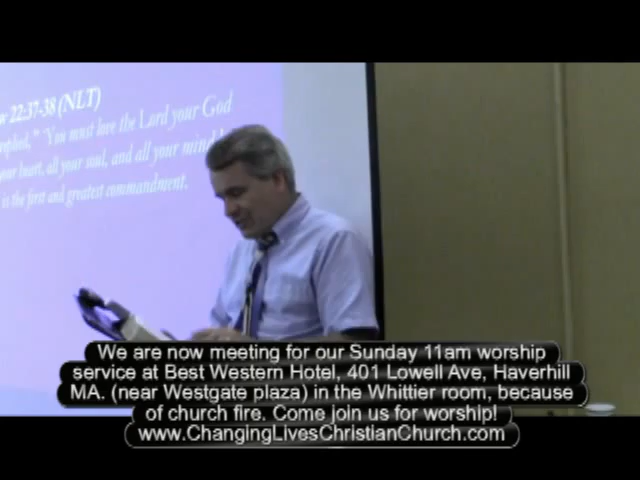 22:37-38 (NLT)
"You must love the Lord your God
your heart, all your soul, and all your mind
is the first and greatest commandment.
We are now meeting for our Sunday 11am worship
service at Best Western Hotel, 401 Lowell Ave, Haverhill
MA. (near Westgate plaza) in the Whittier room, because
of church fire. Come join us for worship!
www.ChangingLivesChristianChurch.com